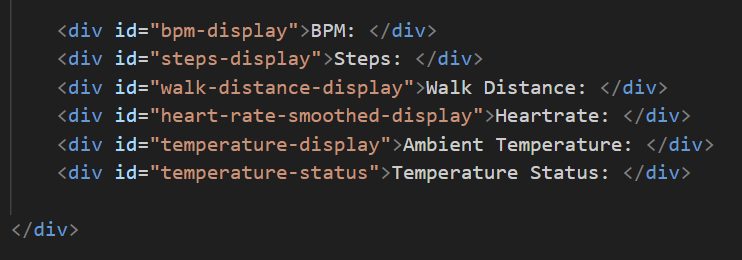 <div id="bpm-display">BPM: </div>
<div id="steps-display">Steps: </div>
<div id="walk-distance-display">Walk Distance: </div>
<div id="heart-rate-smoothed-display">Heartrate: </div>
<div id="temperature-display">Ambient Temperature: </div>
<div id="temperature-status">Temperature Status: </div>
</div>